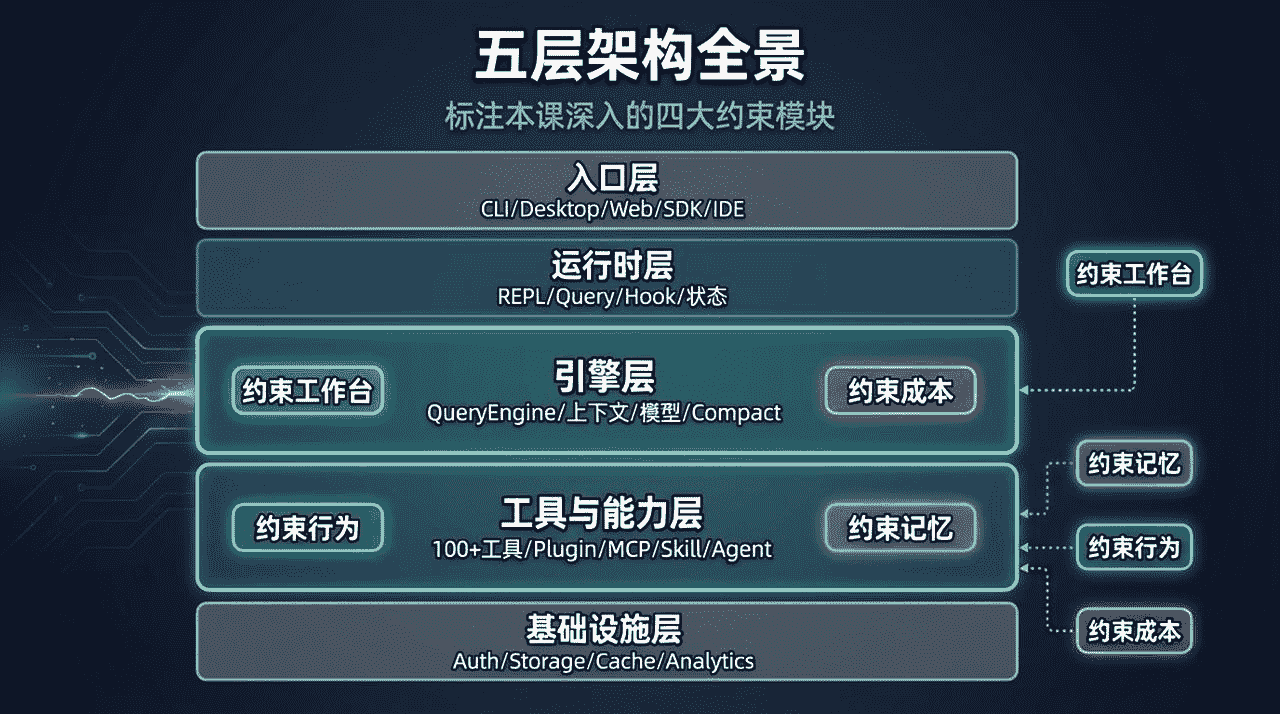 五层架构全景
标注本课深入的四大约束模块
入口层
CLI/Desktop/Web/SDK/IDE
运行时层
REPL/Query/Hook/状态
约束工作台
引擎层
QueryEngine/上下文/模型/Compact
约束成本
工具与能力层
100+工具/Plugin/MCP/Skill/Agent
约束行为
约束记忆
基础设施层
Auth/Storage/Cache/Analytics
约束工作台
约束记忆
约束行为
约束成本